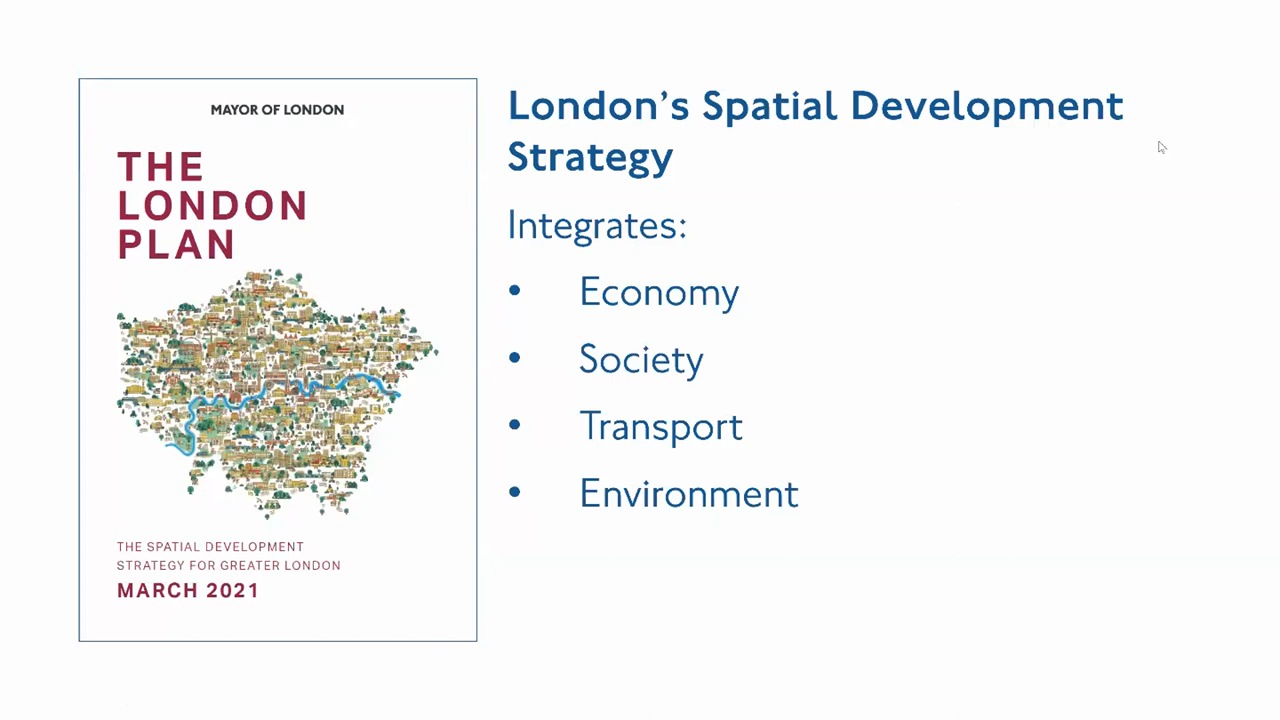 MAYOR OF LONDON
THE
LONDON
PLAN
THE SPATIAL DEVELOPMENT
STRATEGY FOR GREATER LONDON
MARCH 2021
London’s Spatial Development
Strategy
Integrates:
• Economy
• Society
• Transport
• Environment